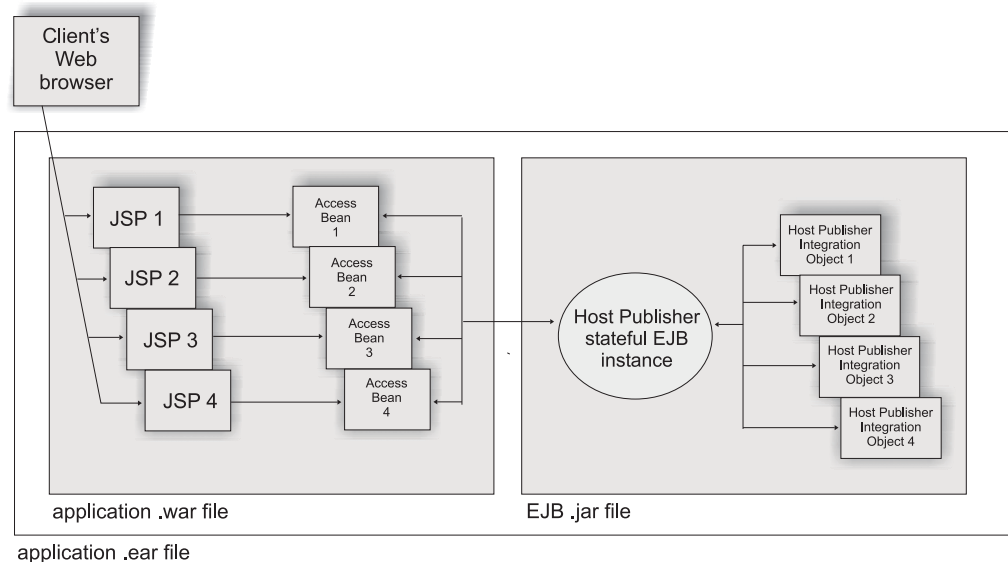 Client's
Web
browser
JSP 1
JSP 2
JSP 3
JSP 4
Access
Bean
1
Access
Bean
2
Access
Bean
3
Access
Bean
4
Host Publisher
stateful EJB
instance
Host Publisher
Integration
Object 1
Host Publisher
Integration
Object 2
Host Publisher
Integration
Object 3
Host Publisher
Integration
Object 4
application .war file
EJB .jar file
application .ear file